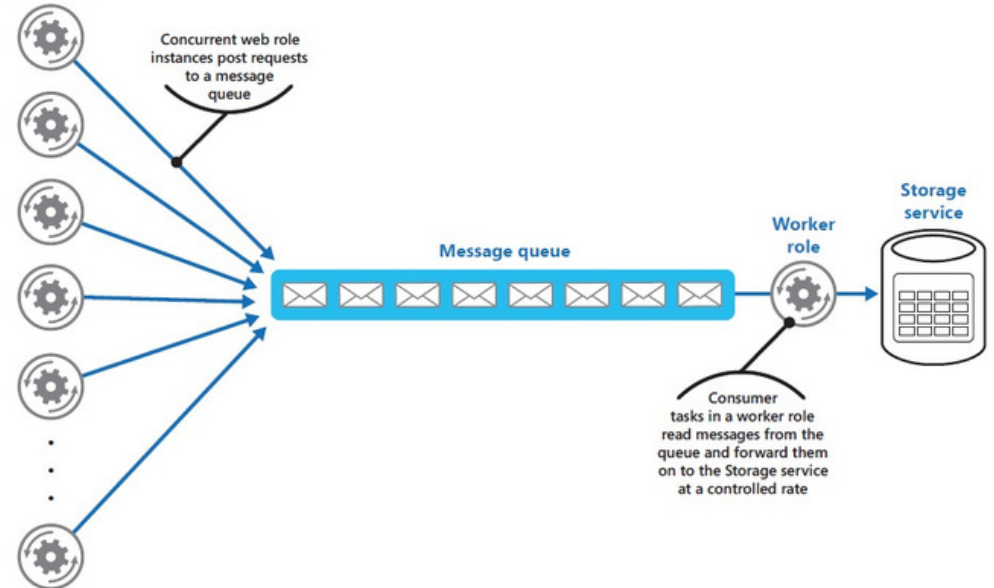 Concurrent web role
instances post requests
to a message
queue
Message queue
Worker
role
Storage
service
Consumer
tasks in a worker role
read messages from the
queue and forward them
on to the Storage service
at a controlled rate